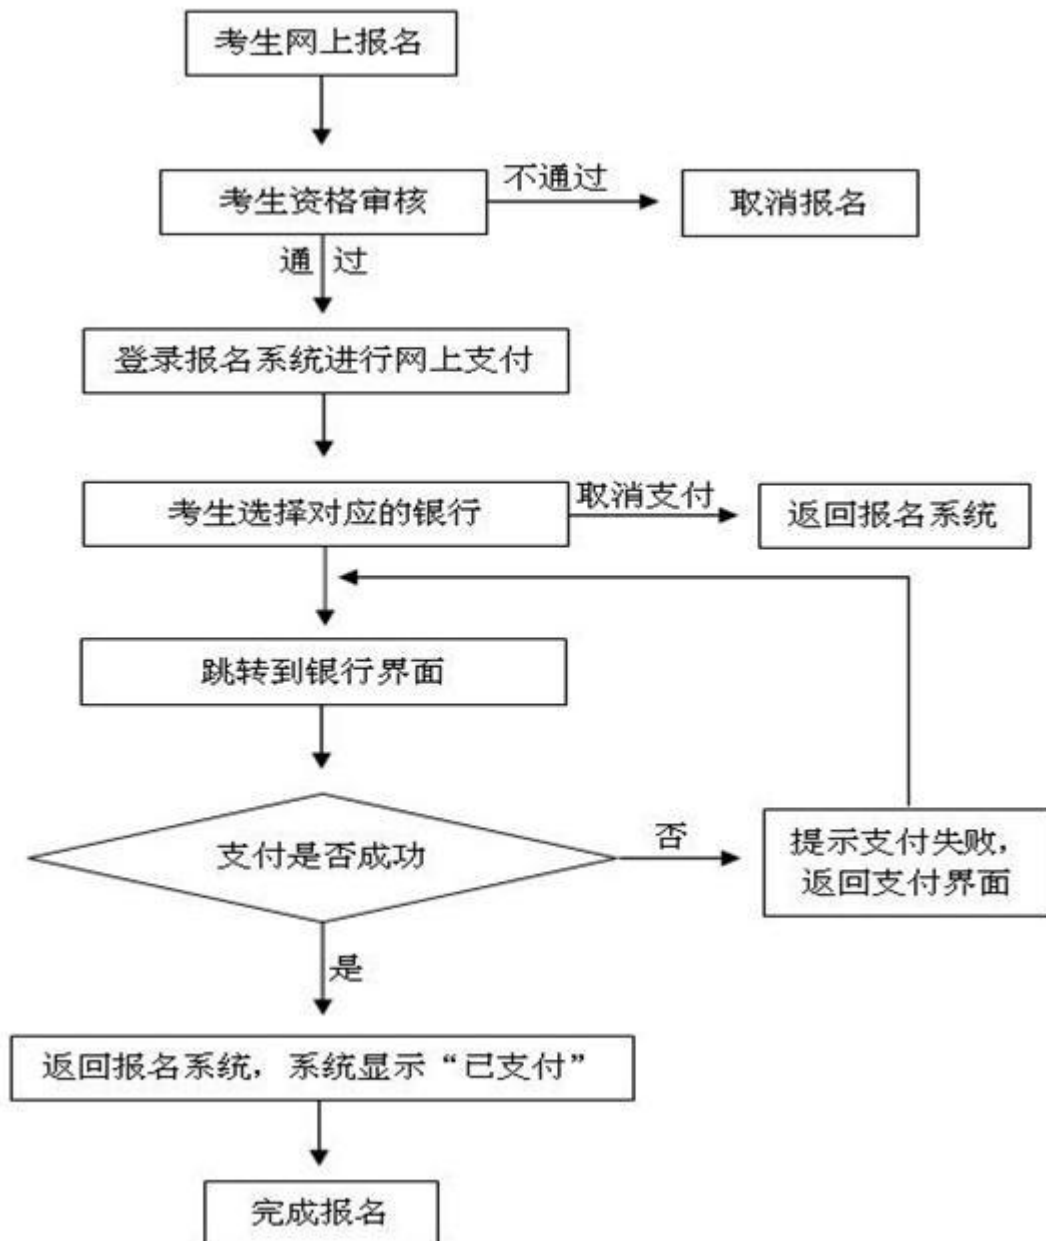 考生网上报名
考生资格审核
不通过
取消报名
通过
登录报名系统进行网上支付
考生选择对应的银行
取消支付
返回报名系统
跳转到银行界面
支付是否成功
否
提示支付失败，
返回支付界面
是
返回报名系统，系统显示“已支付”
完成报名